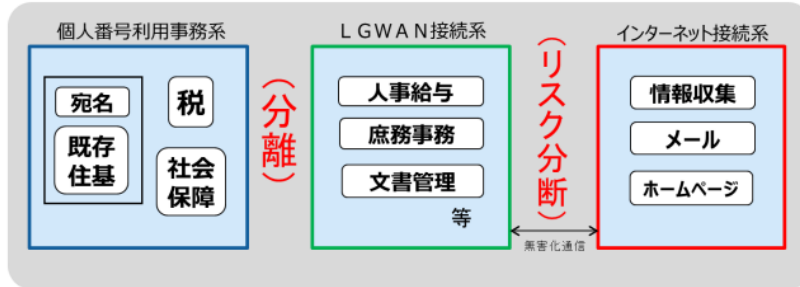 個人番号利用事務系
宛名
既存
住基
税
社会
保障
(分離)
LGWAN接続系
人事給与
庶務事務
文書管理
等
(リスク分断)
無害化通信
インターネット接続系
情報収集
メール
ホームページ